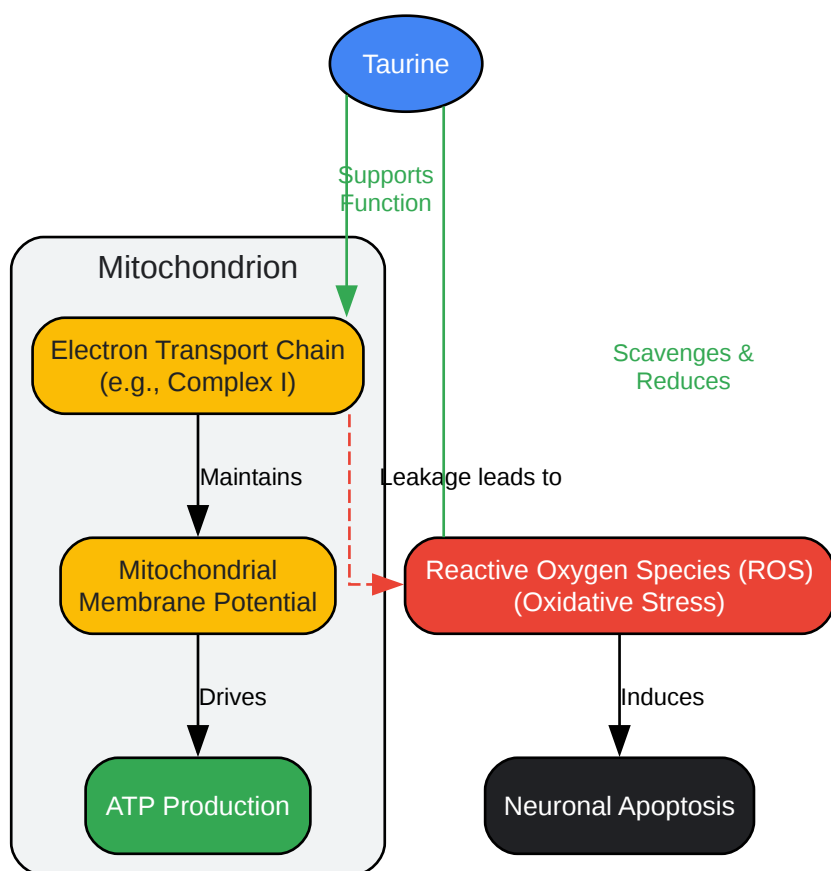 Taurine
Supports
Function
Mitochondrion
Electron Transport Chain
(e.g., Complex I)
Scavenges &
Reduces
Maintains
Leakage leads to
Mitochondrial
Membrane Potential
Reactive Oxygen Species (ROS)
(Oxidative Stress)
Drives
Induces
ATP Production
Neuronal Apoptosis